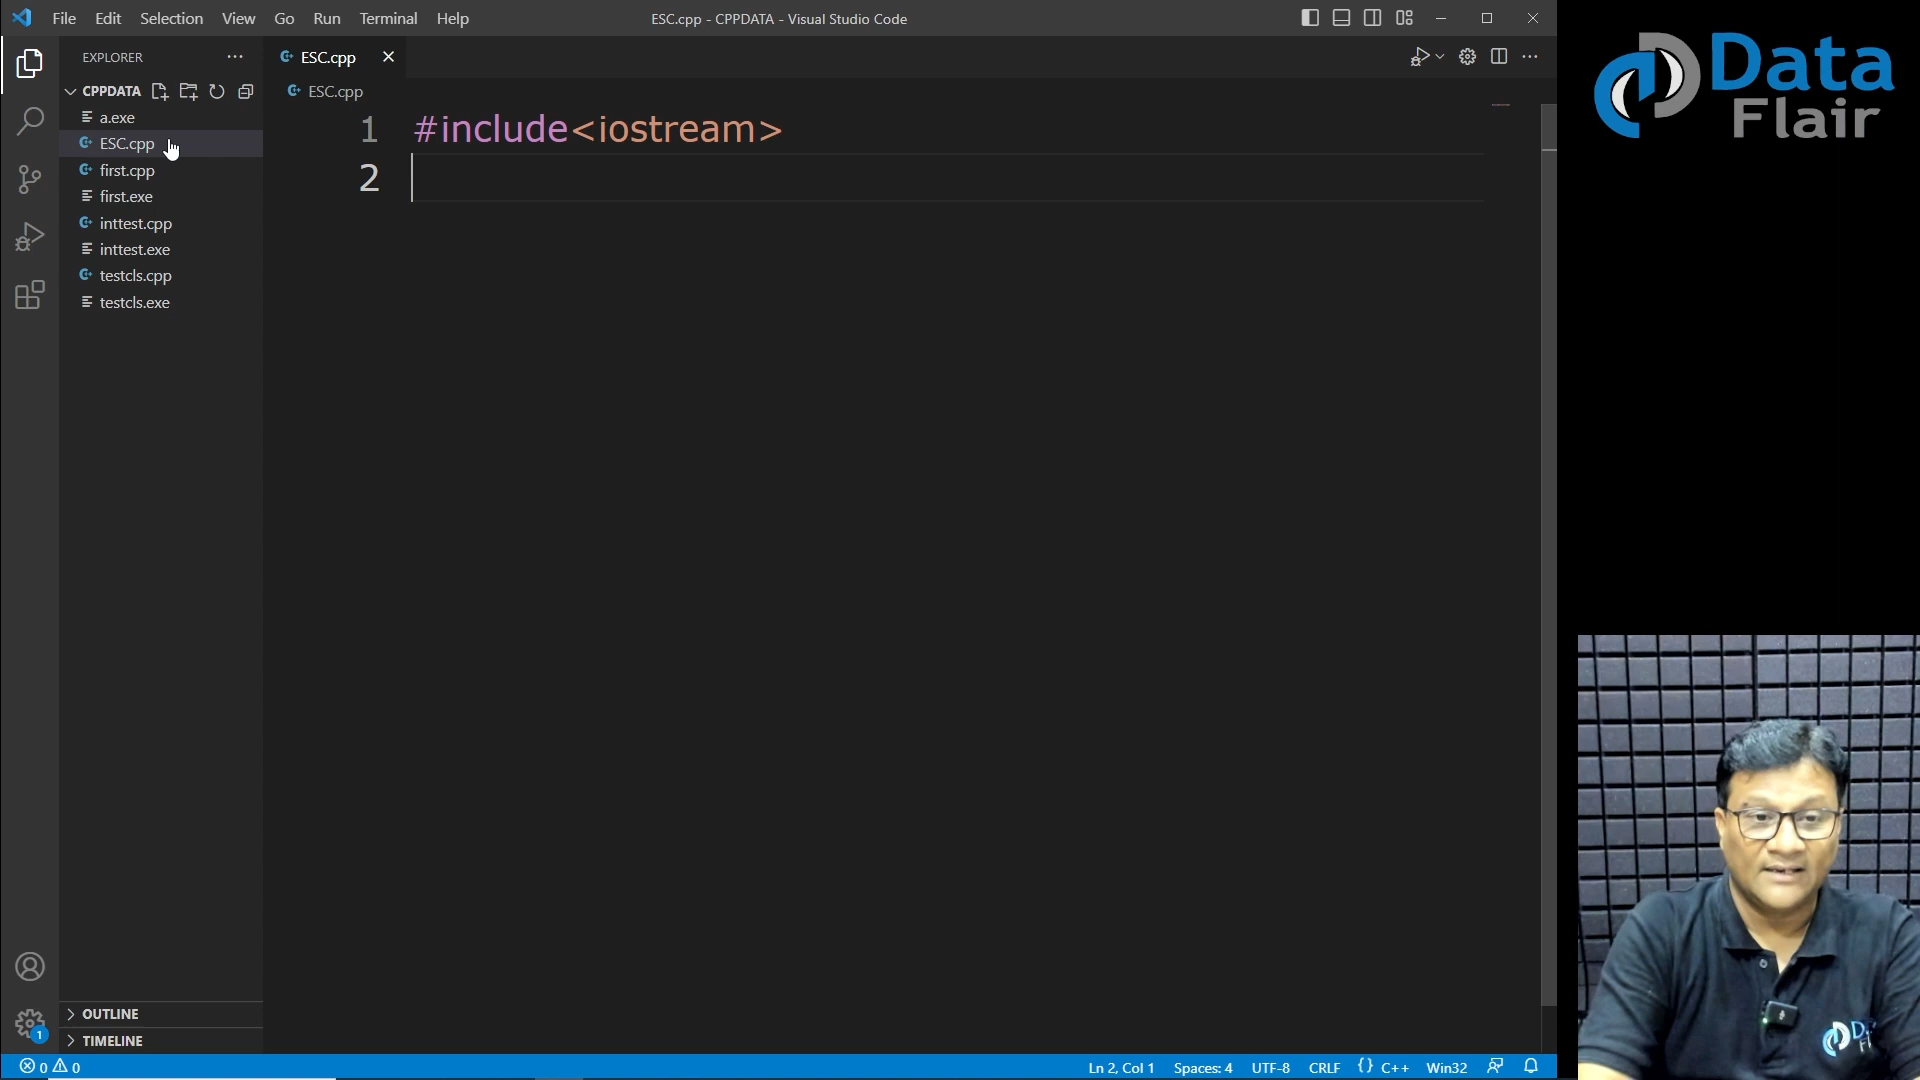 File Edit Selection View Go Run Terminal Help
ESC.cpp - CPPDATA - Visual Studio Code
EXPLORER
CPPDATA
a.exe
ESC.cpp
first.cpp
first.exe
inttest.cpp
inttest.exe
testcls.cpp
testcls.exe
OUTLINE
TIMELINE
ESC.cpp
ESC.cpp
1 #include<iostream>
2
Data
Flair
1
0 0
Ln 2, Col 1 Spaces: 4 UTF-8 CRLF {} C++ Win32